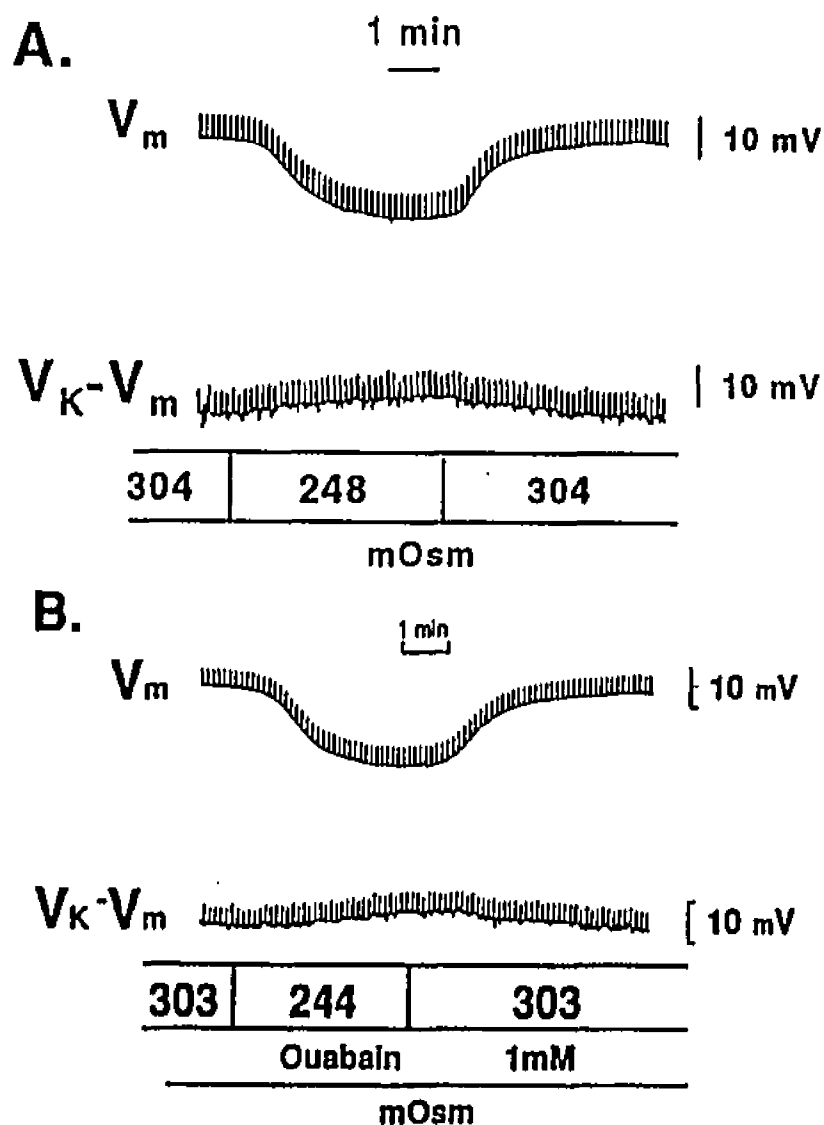 A.
1 min
Vm
10 mV
VK-Vm
10 mV
304 248 304
mOsm
B.
1 min
Vm
10 mV
VK-Vm
10 mV
303 244 303
Ouabain 1mM
mOsm